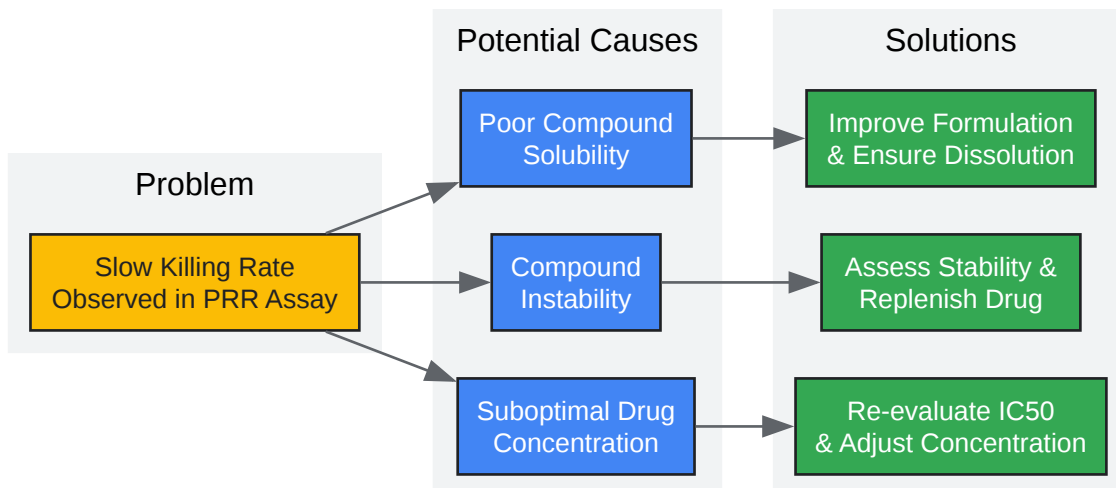 Problem
Slow Killing Rate
Observed in PRR Assay
Potential Causes
Poor Compound
Solubility
Compound
Instability
Suboptimal Drug
Concentration
Solutions
Improve Formulation
& Ensure Dissolution
Assess Stability &
Replenish Drug
Re-evaluate IC50
& Adjust Concentration